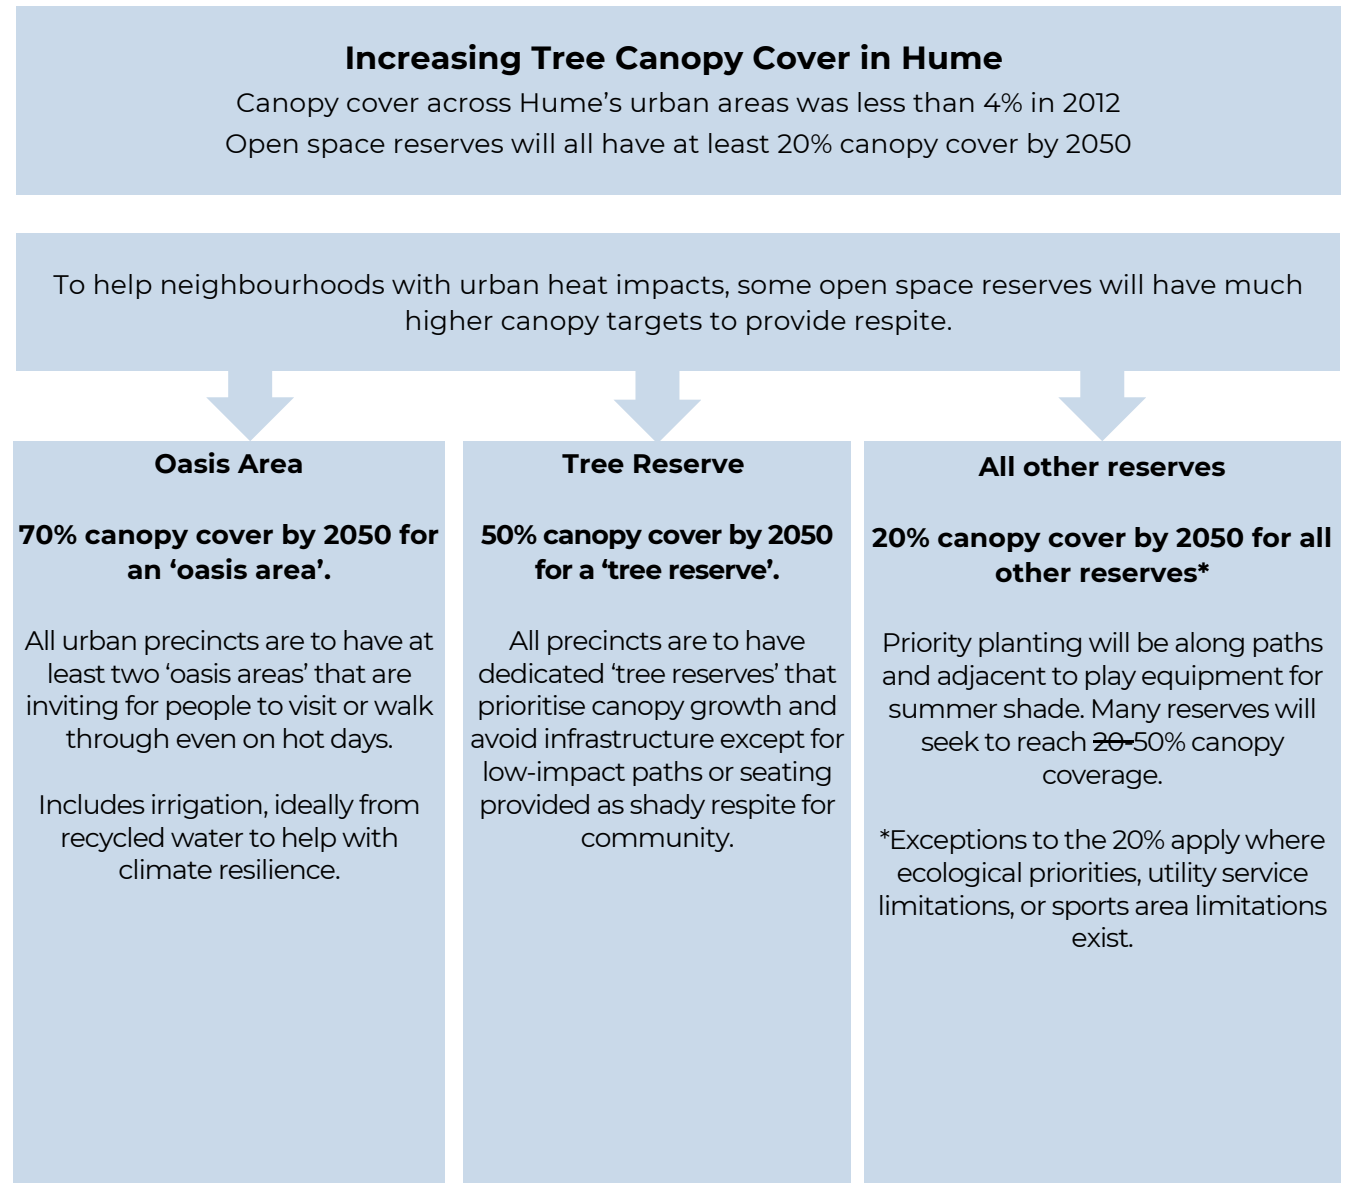 Increasing Tree Canopy Cover in Hume
Canopy cover across Hume’s urban areas was less than 4% in 2012
Open space reserves will all have at least 20% canopy cover by 2050
To help neighbourhoods with urban heat impacts, some open space reserves will have much
higher canopy targets to provide respite.
Oasis Area
70% canopy cover by 2050 for
an ‘oasis area’.
All urban precincts are to have at
least two ‘oasis areas’ that are
inviting for people to visit or walk
through even on hot days.
Includes irrigation, ideally from
recycled water to help with
climate resilience.
Tree Reserve
50% canopy cover by 2050
for a ‘tree reserve’.
All precincts are to have
dedicated ‘tree reserves’ that
prioritise canopy growth and
avoid infrastructure except for
low-impact paths or seating
provided as shady respite for
community.
All other reserves
20% canopy cover by 2050 for all
other reserves*
Priority planting will be along paths
and adjacent to play equipment for
summer shade. Many reserves will
seek to reach 20-50% canopy
coverage.
*Exceptions to the 20% apply where
ecological priorities, utility service
limitations, or sports area limitations
exist.